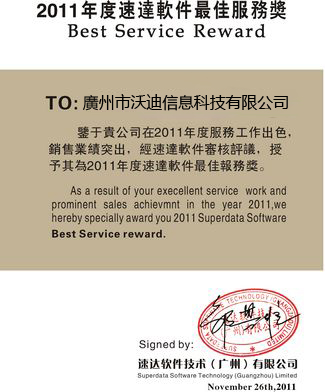 2011年度速達軟件最佳服務獎
Best Service Reward
TO: 廣州市沃迪信息科技有限公司
鑒于貴公司在2011年度服務工作出色，
銷售業績突出，經速達軟件審核評議，授
予其為2011年度速達軟件最佳報務獎。
As a result of your execellent service work and
prominent sales achievmnt in the year 2011,we
hereby specially award you 2011 Superdata Software
Best Service reward.
Signed by:
速达软件技术（广州）有限公司
Superdata Software Technology (Guangzhou) Limited
November 26th,2011